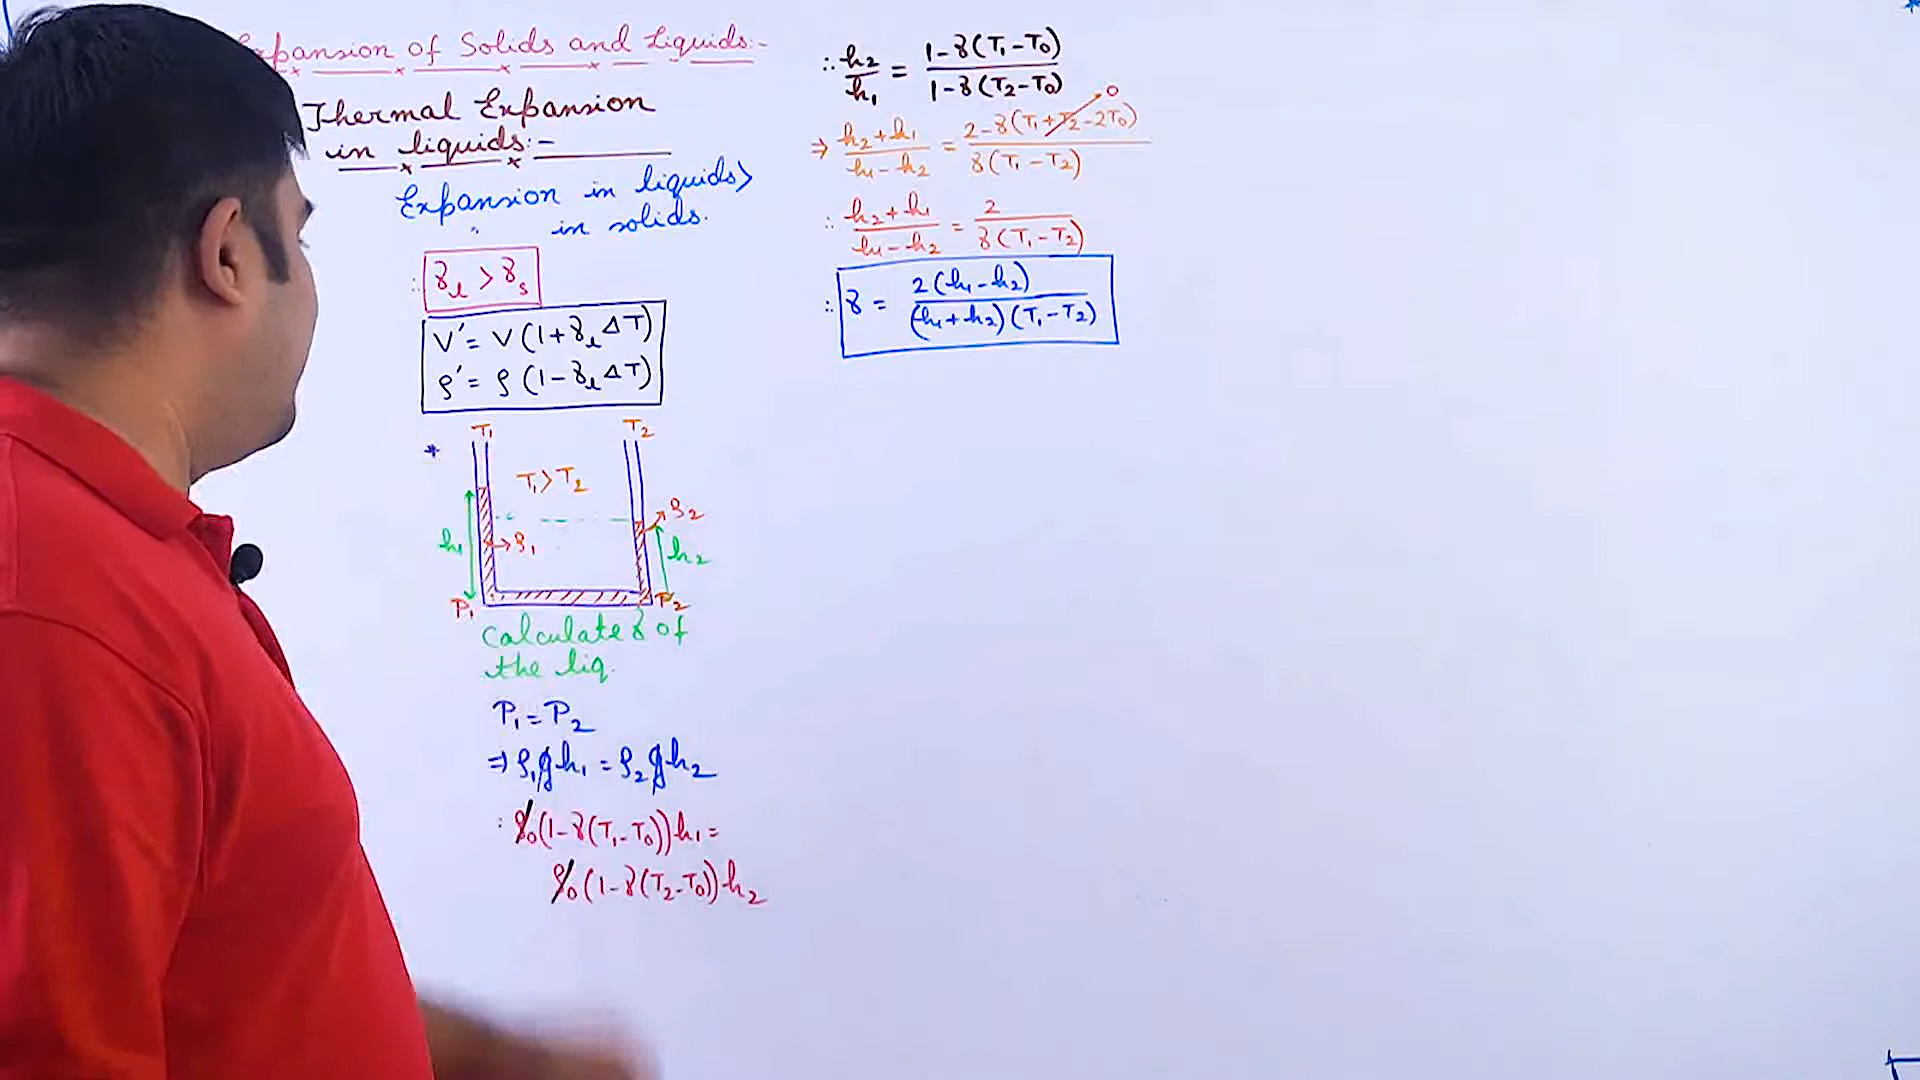 Expansion of Solids and Liquids:-
Thermal Expansion
in liquids:-
Expansion in liquids >
" in solids.
∴ γₗ > γₛ
V' = V(1+γₗΔT)
ρ' = ρ(1-γₗΔT)
* T₁ T₂
T₁ > T₂
ρ₂
h₁ ρ₁ h₂
P₁ P₂
Calculate γ of
the liq.
P₁ = P₂
⇒ ρ₁gh₁ = ρ₂gh₂
∴ ρ₀(1-γ(T₁-T₀))h₁ =
ρ₀(1-γ(T₂-T₀))h₂
∴ h₂/h₁ = (1-γ(T₁-T₀))/(1-γ(T₂-T₀))
⇒ (h₂+h₁)/(h₁-h₂) = (2-γ(T₁+T₂-2T₀))/(γ(T₁-T₂)) 0
∴ (h₂+h₁)/(h₁-h₂) = 2/(γ(T₁-T₂))
∴ γ = 2(h₁-h₂)/((h₁+h₂)(T₁-T₂))